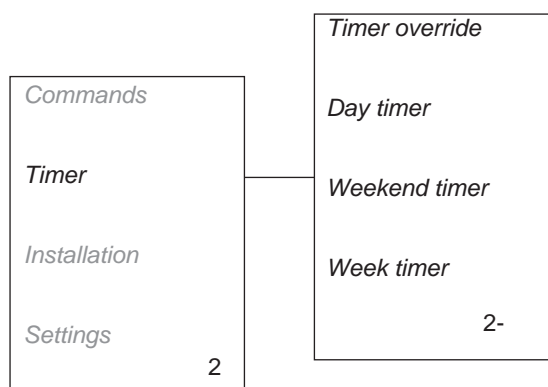 Commands
Timer
Installation
Settings
2
Timer override
Day timer
Weekend timer
Week timer
2-